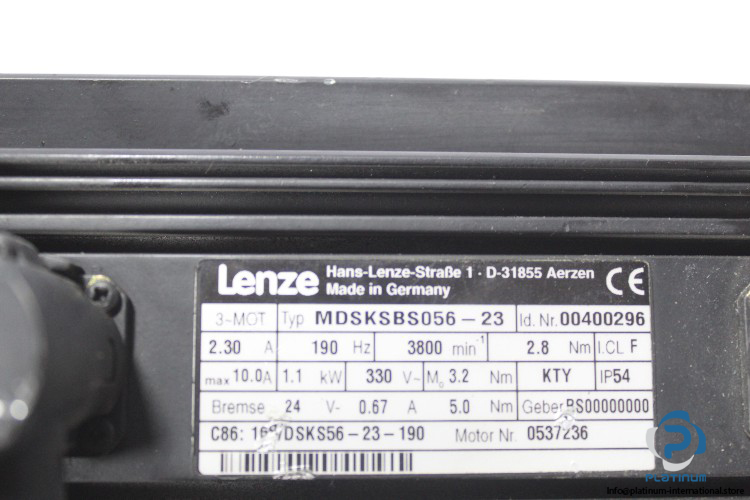 Lenze Hans-Lenze-Straße 1 · D-31855 Aerzen
Made in Germany CE
3~MOT Typ MDSKSBS056-23 Id. Nr. 00400296
2.30 A 190 Hz 3800 min⁻¹ 2.8 Nm I.CL F
max 10.0A 1.1 kW 330 V~ M₀ 3.2 Nm KTY IP54
Bremse 24 V- 0.67 A 5.0 Nm Geber BS00000000
C86: DSKS56-23-190 Motor Nr. 0537236
PLATINUM
Info@platinum-international.store